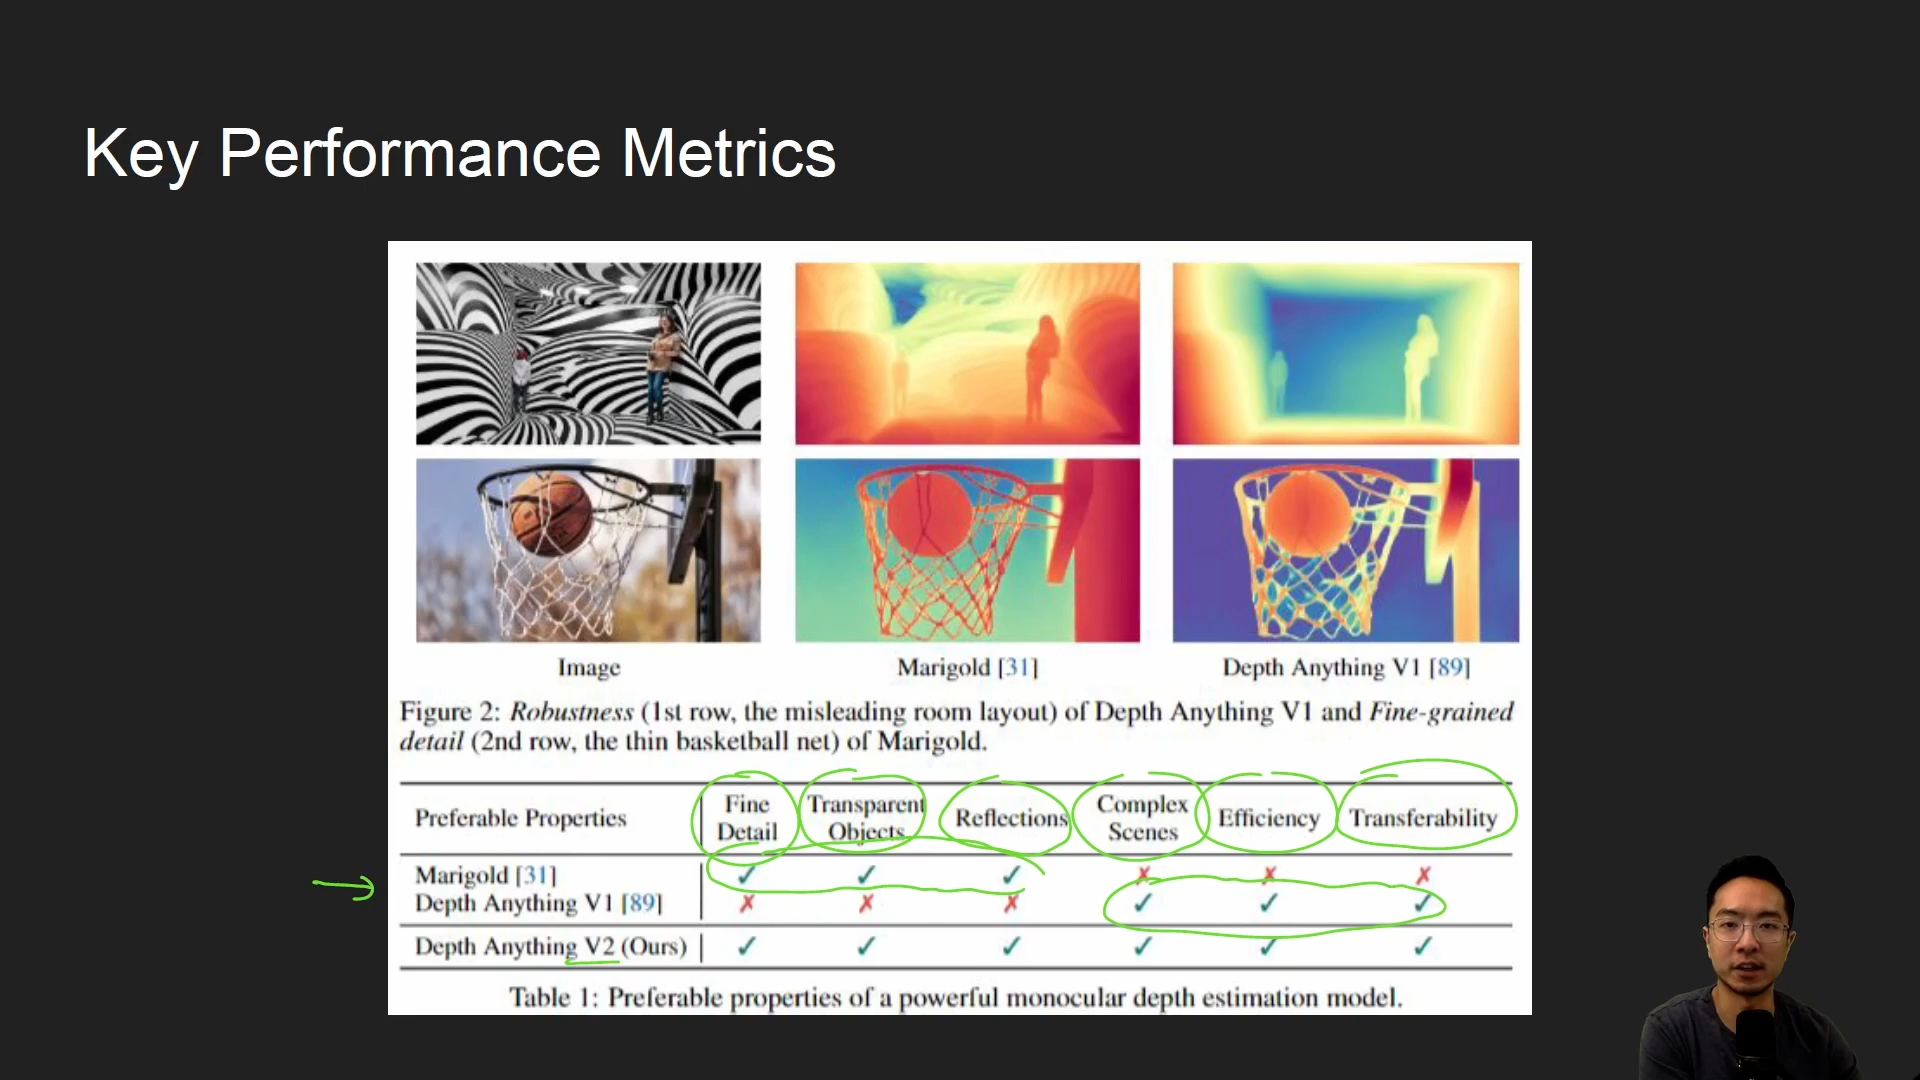 Key Performance Metrics
Image
Marigold [31]
Depth Anything V1 [89]
Figure 2: Robustness (1st row, the misleading room layout) of Depth Anything V1 and Fine-grained
detail (2nd row, the thin basketball net) of Marigold.
Preferable Properties | Fine Detail | Transparent Objects | Reflections | Complex Scenes | Efficiency | Transferability
Marigold [31] ✓ ✓ ✓ ✗ ✗ ✗
Depth Anything V1 [89] ✗ ✗ ✗ ✓ ✓ ✓
Depth Anything V2 (Ours) ✓ ✓ ✓ ✓ ✓ ✓
Table 1: Preferable properties of a powerful monocular depth estimation model.